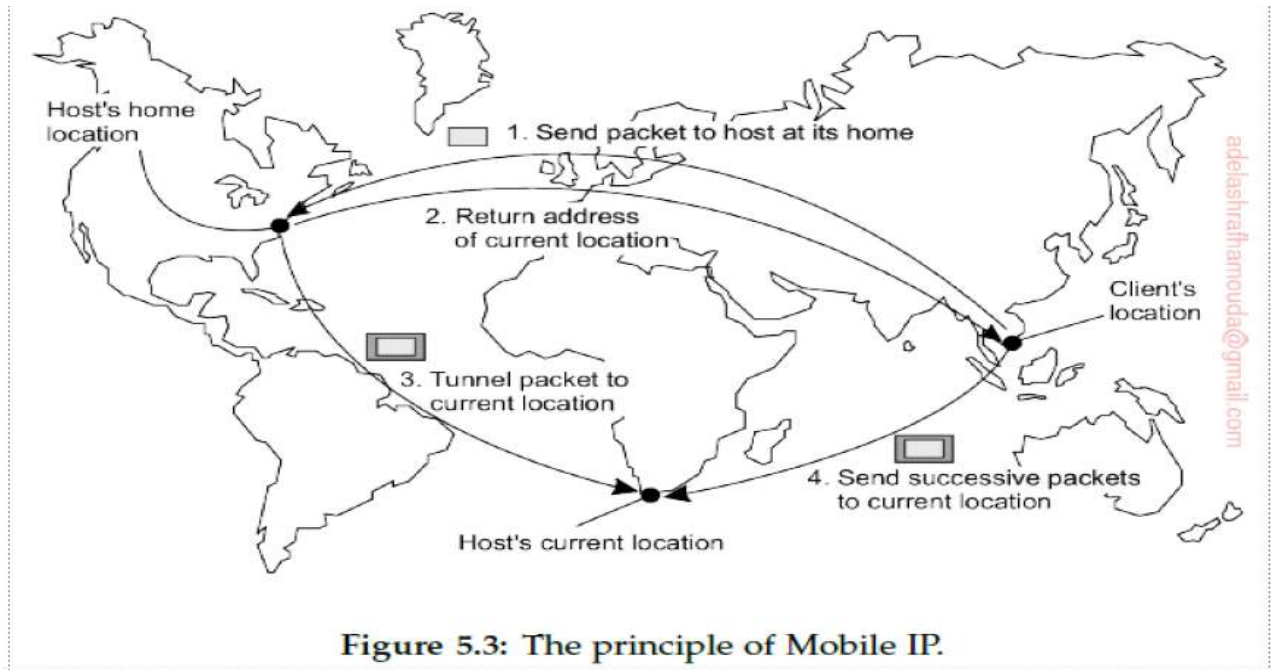 Host's home
location
1. Send packet to host at its home
2. Return address
of current location
Client's
location
3. Tunnel packet to
current location
4. Send successive packets
to current location
Host's current location
adelashrafhamouda@gmail.com
Figure 5.3: The principle of Mobile IP.